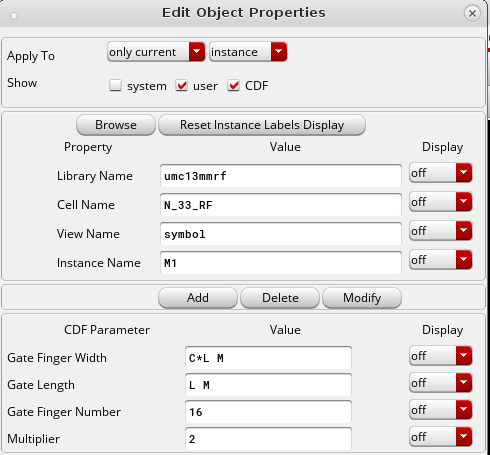 Edit Object Properties
Apply To only current instance
Show system user CDF
Browse Reset Instance Labels Display
Property Value Display
Library Name umc13mmrf off
Cell Name N_33_RF off
View Name symbol off
Instance Name M1 off
Add Delete Modify
CDF Parameter Value Display
Gate Finger Width C*L M off
Gate Length L M off
Gate Finger Number 16 off
Multiplier 2 off